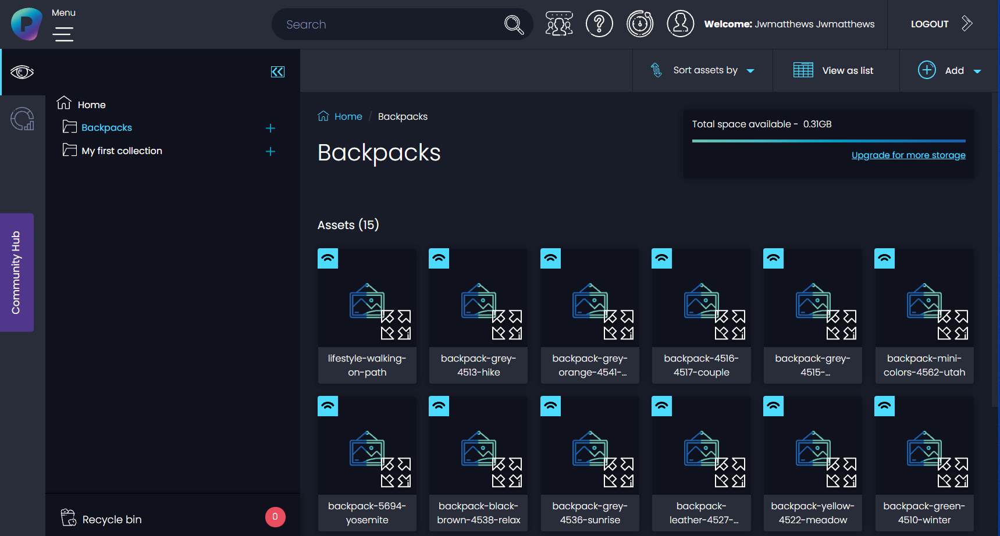 P
Menu
Search
Welcome: Jwmatthews Jwmatthews
LOGOUT
Sort assets by
View as list
Add
Home
Backpacks
My first collection
Community Hub
Recycle bin
0
Home / Backpacks
Backpacks
Total space available - 0.31GB
Upgrade for more storage
Assets (15)
lifestyle-walking-
on-path
backpack-grey-
4513-hike
backpack-grey-
orange-4541-...
backpack-4516-
4517-couple
backpack-grey-
4515-...
backpack-mini-
colors-4562-utah
backpack-5694-
yosemite
backpack-black-
brown-4538-relax
backpack-grey-
4536-sunrise
backpack-
leather-4527-...
backpack-yellow-
4522-meadow
backpack-green-
4510-winter